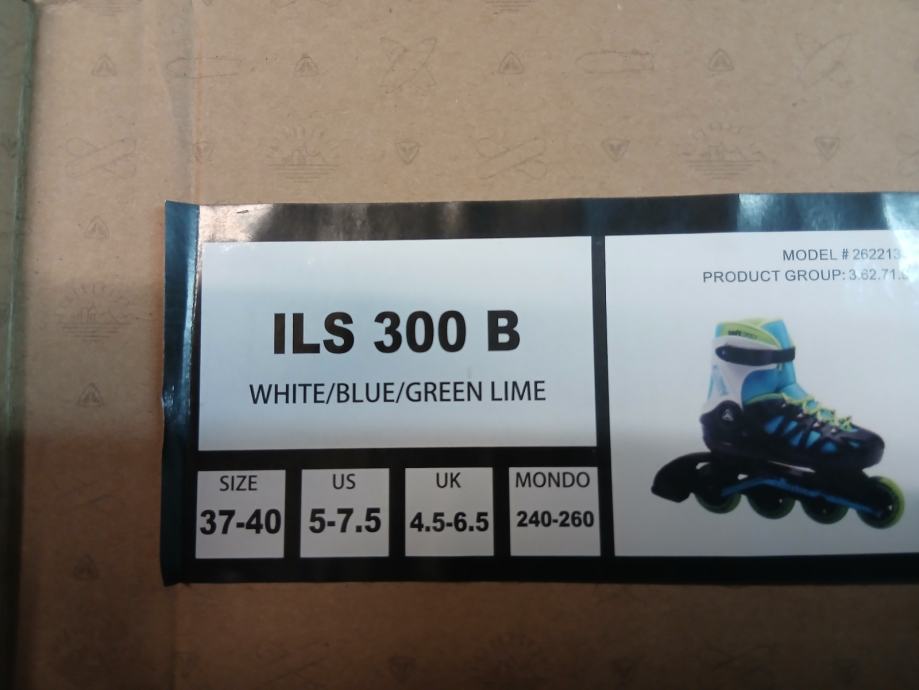 ILS 300 B
WHITE/BLUE/GREEN LIME
SIZE
37-40
US
5-7.5
UK
4.5-6.5
MONDO
240-260
MODEL # 262213
PRODUCT GROUP: 3.62.71.